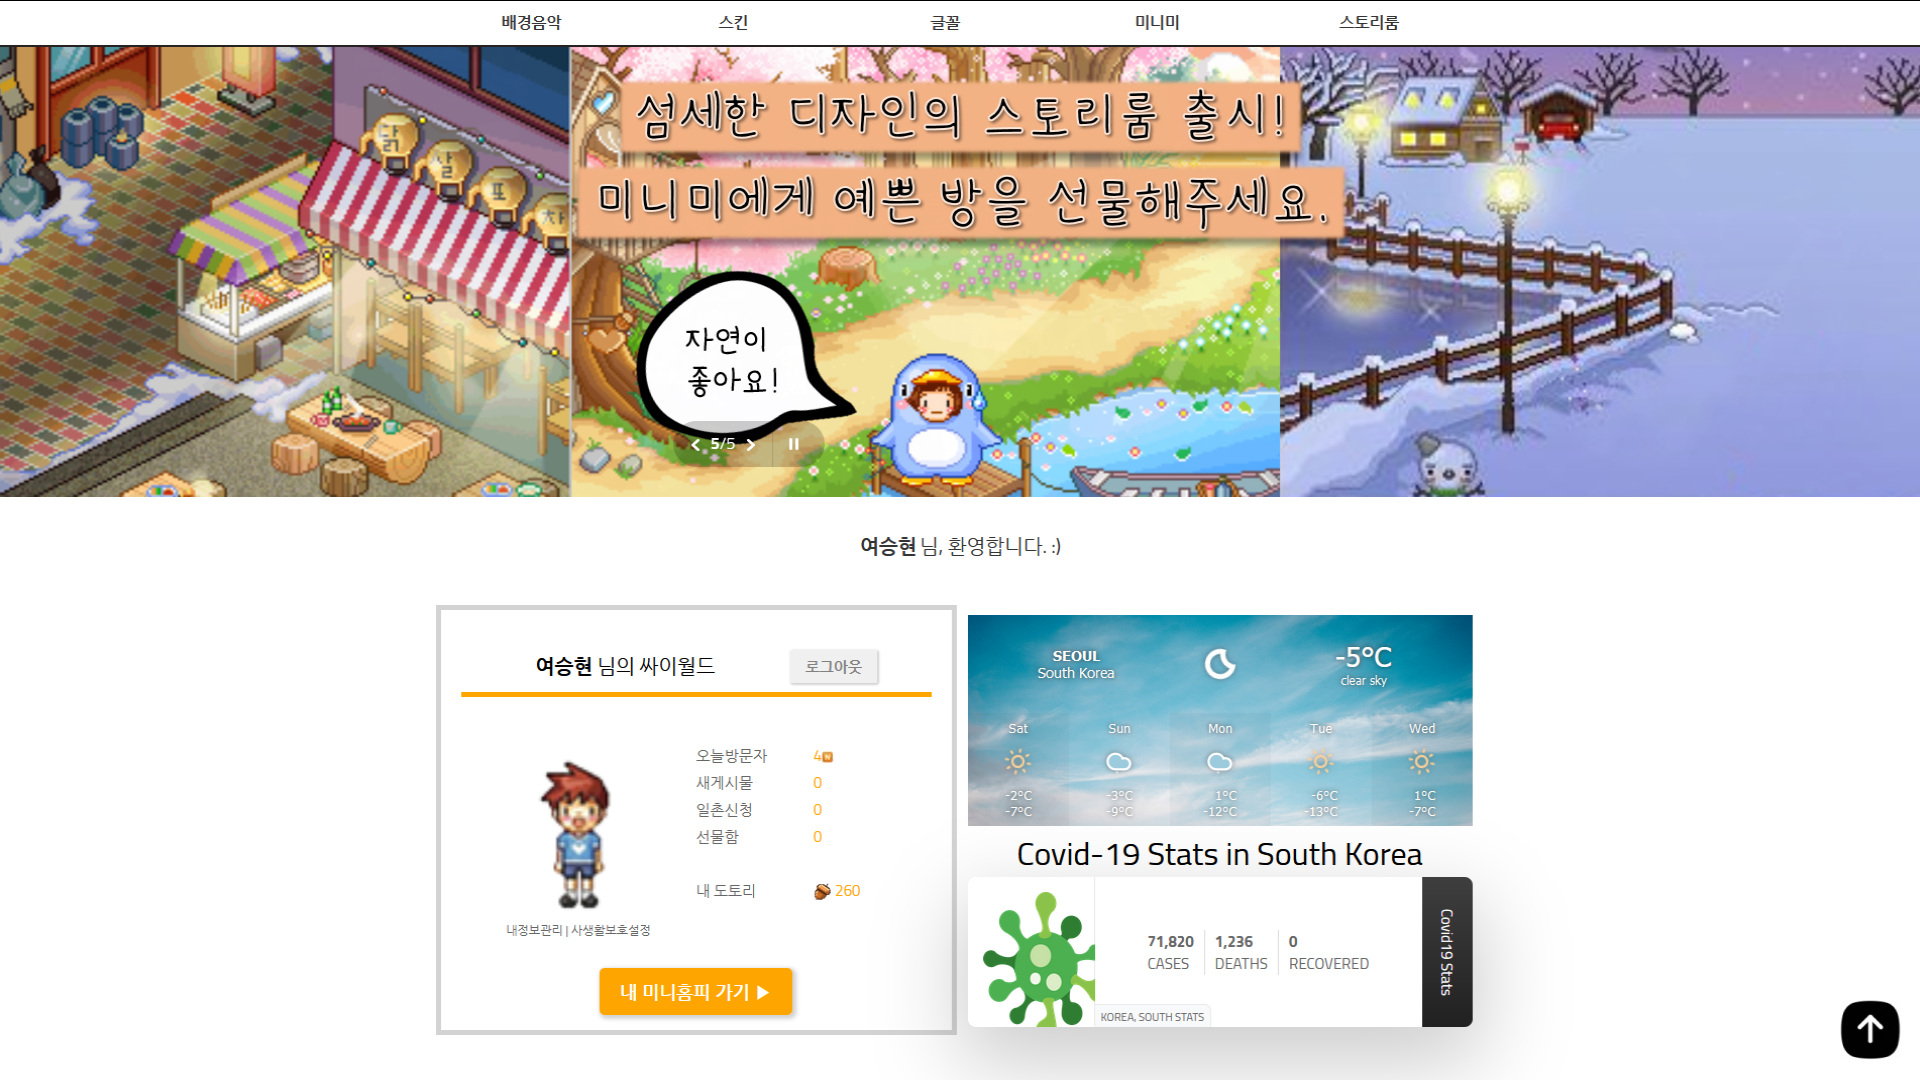 배경음악 스킨 글꼴 미니미 스토리룸
닭 살 포 차
섬세한 디자인의 스토리룸 출시!
미니미에게 예쁜 방을 선물해주세요.
자연이
좋아요!
5/5
여승현 님, 환영합니다. :)
여승현 님의 싸이월드
로그아웃
오늘방문자 4 N
새게시물 0
일촌신청 0
선물함 0
내 도토리 260
내정보관리 | 사생활보호설정
내 미니홈피 가기 ▶
SEOUL
South Korea
-5°C
clear sky
Sat Sun Mon Tue Wed
-2°C -3°C 1°C -6°C 1°C
-7°C -9°C -12°C -13°C -7°C
Covid-19 Stats in South Korea
71,820 1,236 0
CASES DEATHS RECOVERED
KOREA, SOUTH STATS
Covid19 Stats